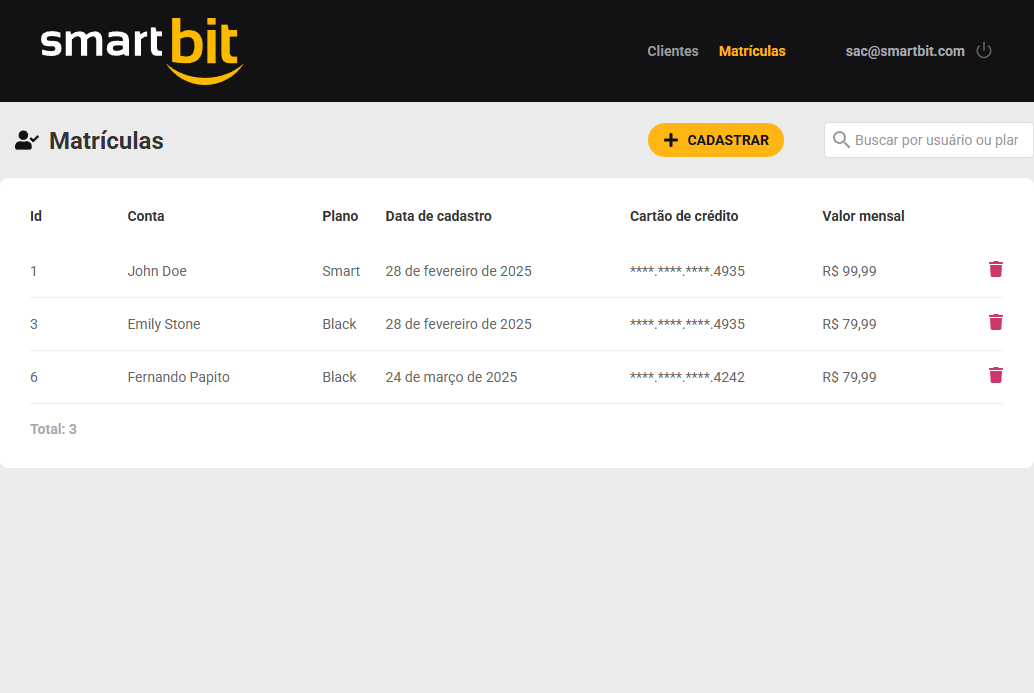 smartbit
Clientes Matrículas sac@smartbit.com
Matrículas
CADASTRAR
Buscar por usuário ou plar
Id Conta Plano Data de cadastro Cartão de crédito Valor mensal
1 John Doe Smart 28 de fevereiro de 2025 ****.****.****.4935 R$ 99,99
3 Emily Stone Black 28 de fevereiro de 2025 ****.****.****.4935 R$ 79,99
6 Fernando Papito Black 24 de março de 2025 ****.****.****.4242 R$ 79,99
Total: 3